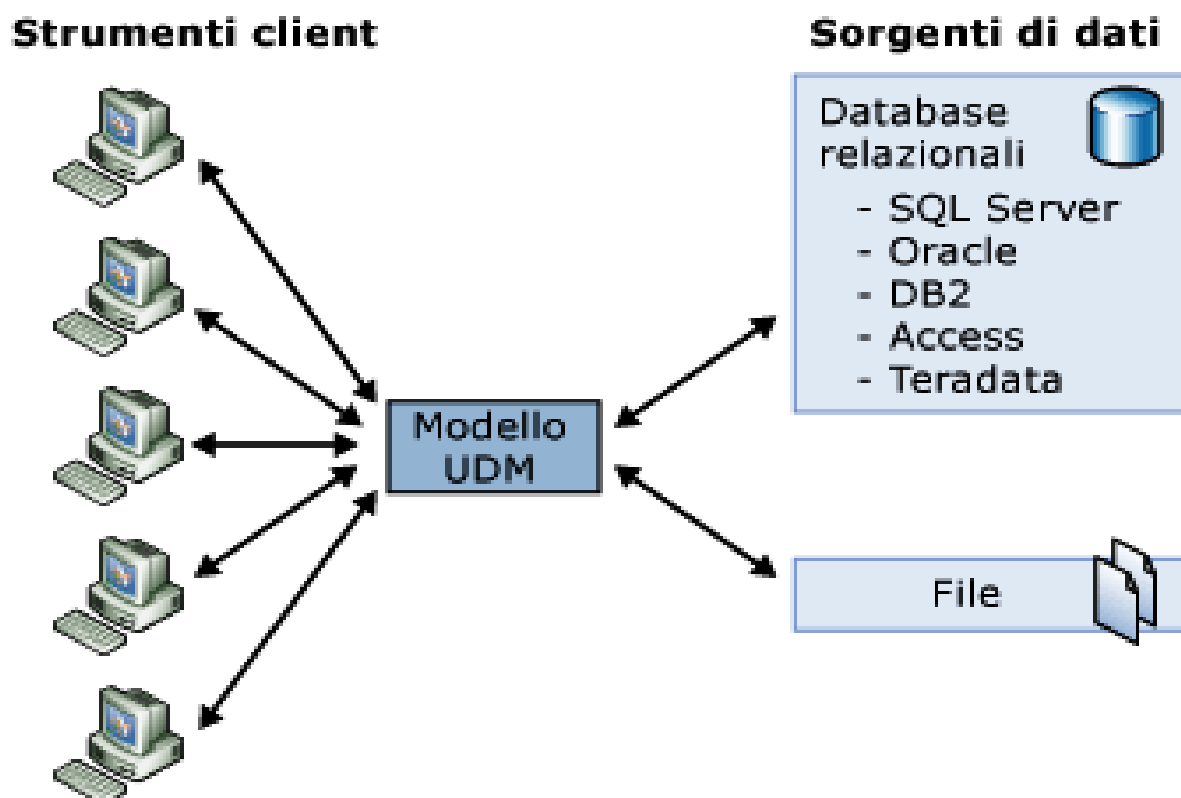 Strumenti client
Sorgenti di dati
Database
relazionali
- SQL Server
- Oracle
- DB2
- Access
- Teradata
Modello
UDM
File